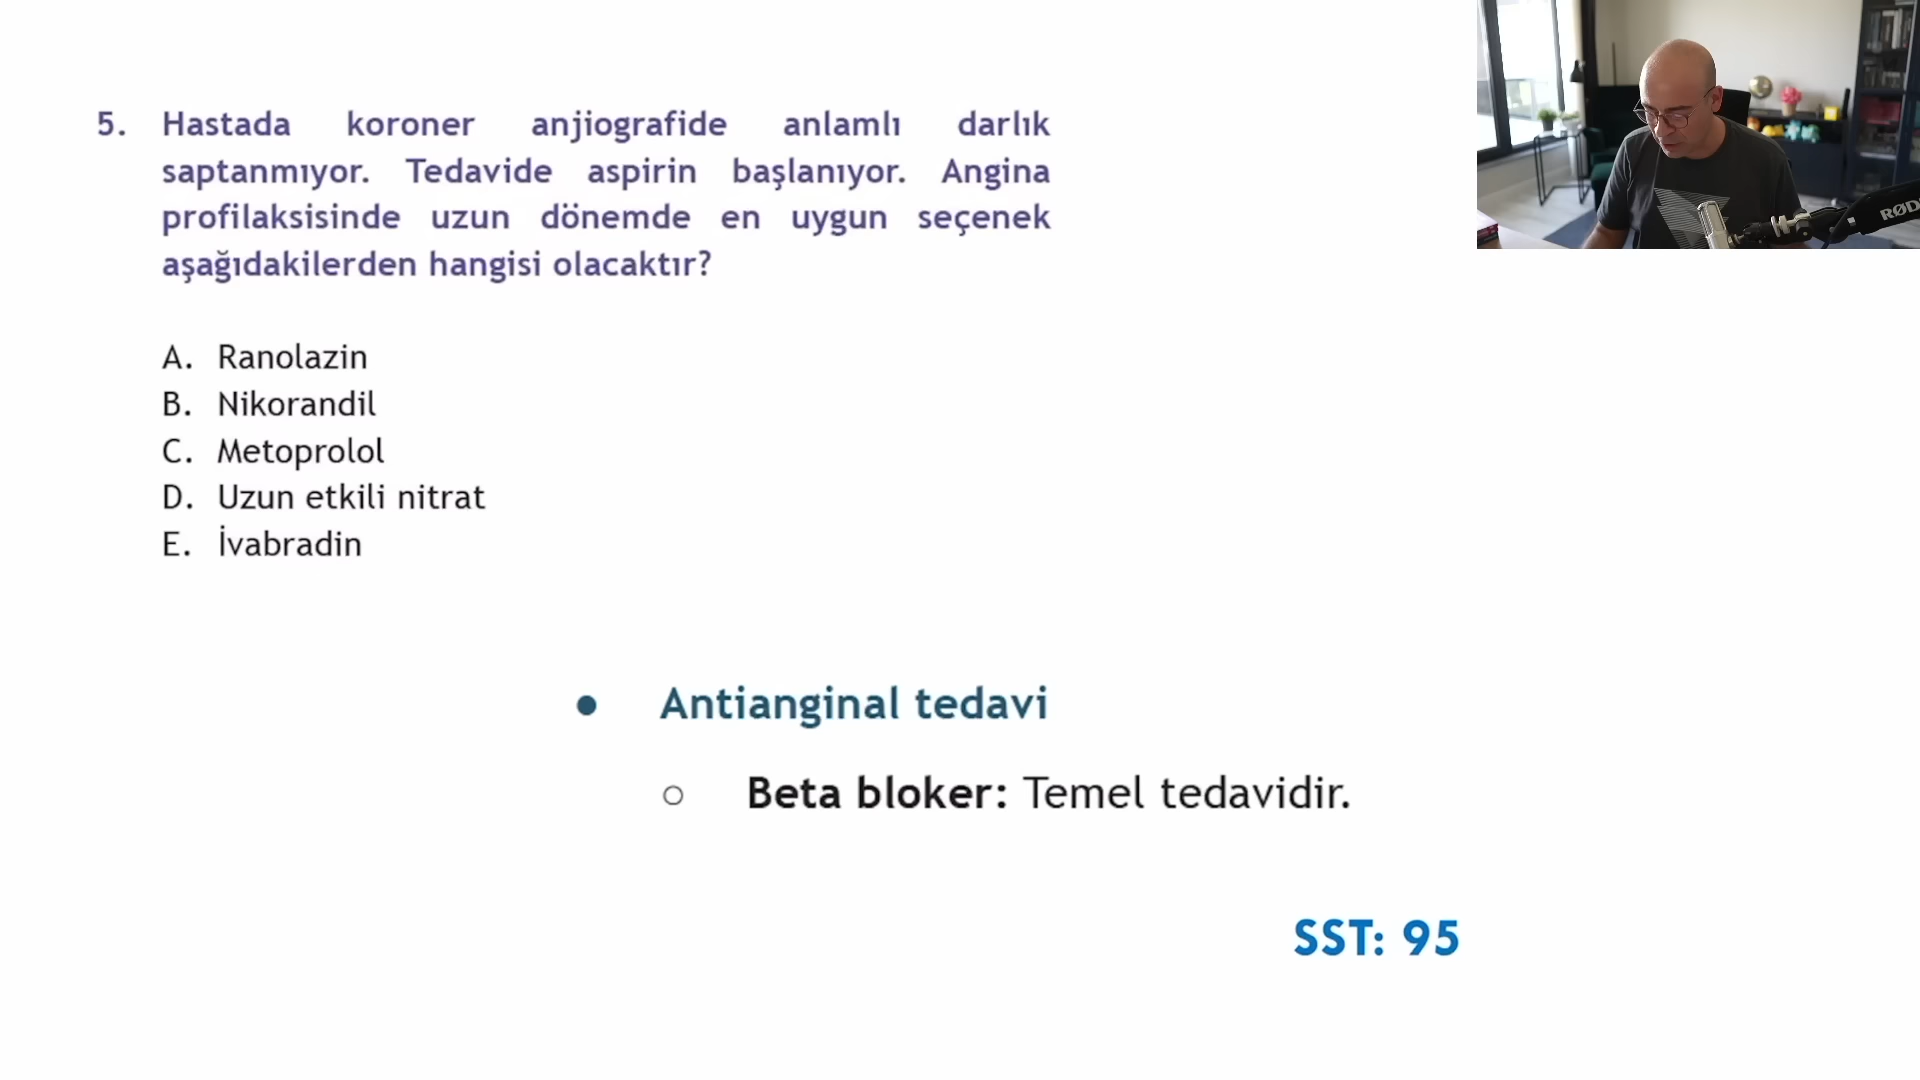 5. Hastada koroner anjiografide anlamlı darlık
saptanmıyor. Tedavide aspirin başlanıyor. Angina
profilaksisinde uzun dönemde en uygun seçenek
aşağıdakilerden hangisi olacaktır?
A. Ranolazin
B. Nikorandil
C. Metoprolol
D. Uzun etkili nitrat
E. İvabradin
● Antianginal tedavi
○ Beta bloker: Temel tedavidir.
SST: 95
RØD